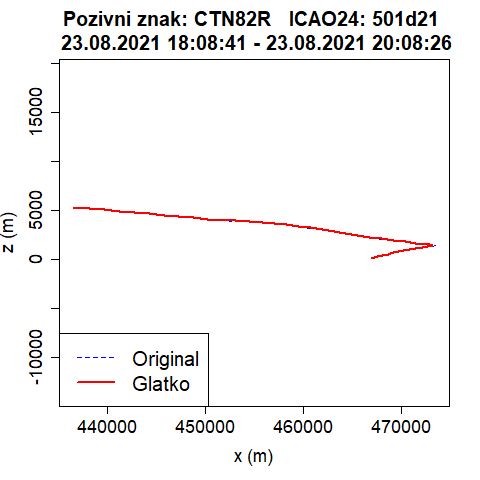 Pozivni znak: CTN82R ICAO24: 501d21
23.08.2021 18:08:41 - 23.08.2021 20:08:26
z (m)
15000
5000
0
-10000
Original
Glatko
440000 450000 460000 470000
x (m)